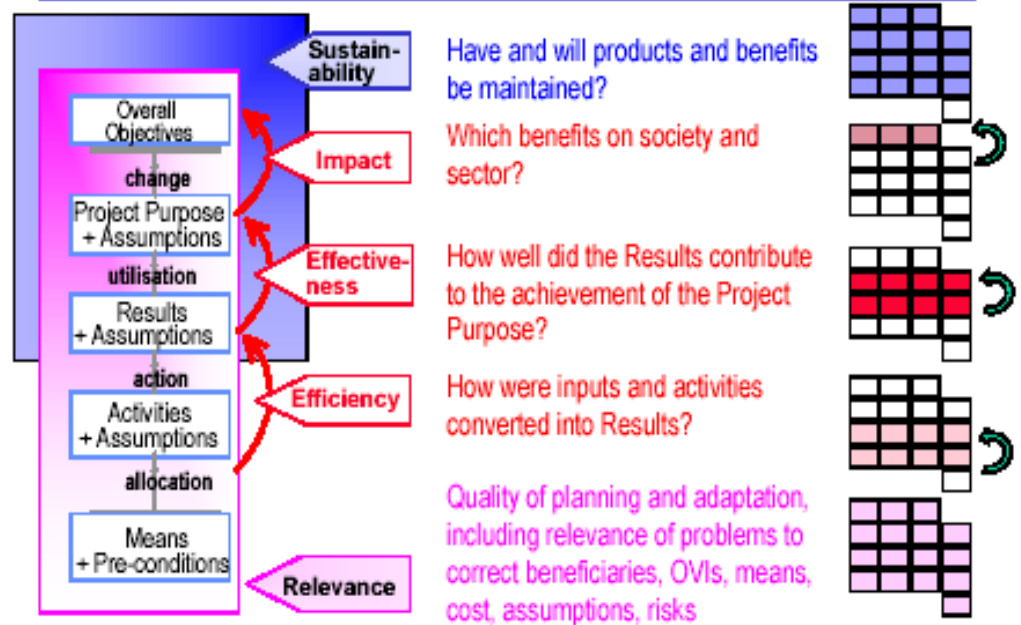 Sustain-
ability
Have and will products and benefits
be maintained?
Overall
Objectives
Which benefits on society and
sector?
Impact
change
Project Purpose
+ Assumptions
Effective-
ness
How well did the Results contribute
to the achievement of the Project
Purpose?
utilisation
Results
+ Assumptions
action
Efficiency
How were inputs and activities
converted into Results?
Activities
+ Assumptions
allocation
Means
+ Pre-conditions
Relevance
Quality of planning and adaptation,
including relevance of problems to
correct beneficiaries, OVIs, means,
cost, assumptions, risks